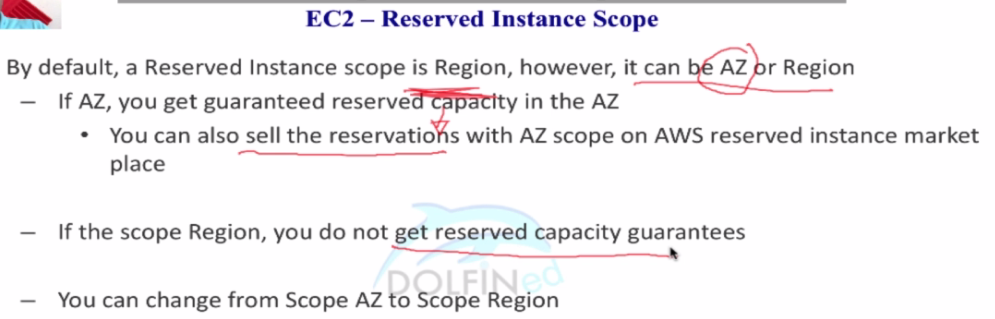 EC2 – Reserved Instance Scope
By default, a Reserved Instance scope is Region, however, it can be AZ or Region
– If AZ, you get guaranteed reserved capacity in the AZ
• You can also sell the reservations with AZ scope on AWS reserved instance market
place
– If the scope Region, you do not get reserved capacity guarantees
DOLFINed
– You can change from Scope AZ to Scope Region